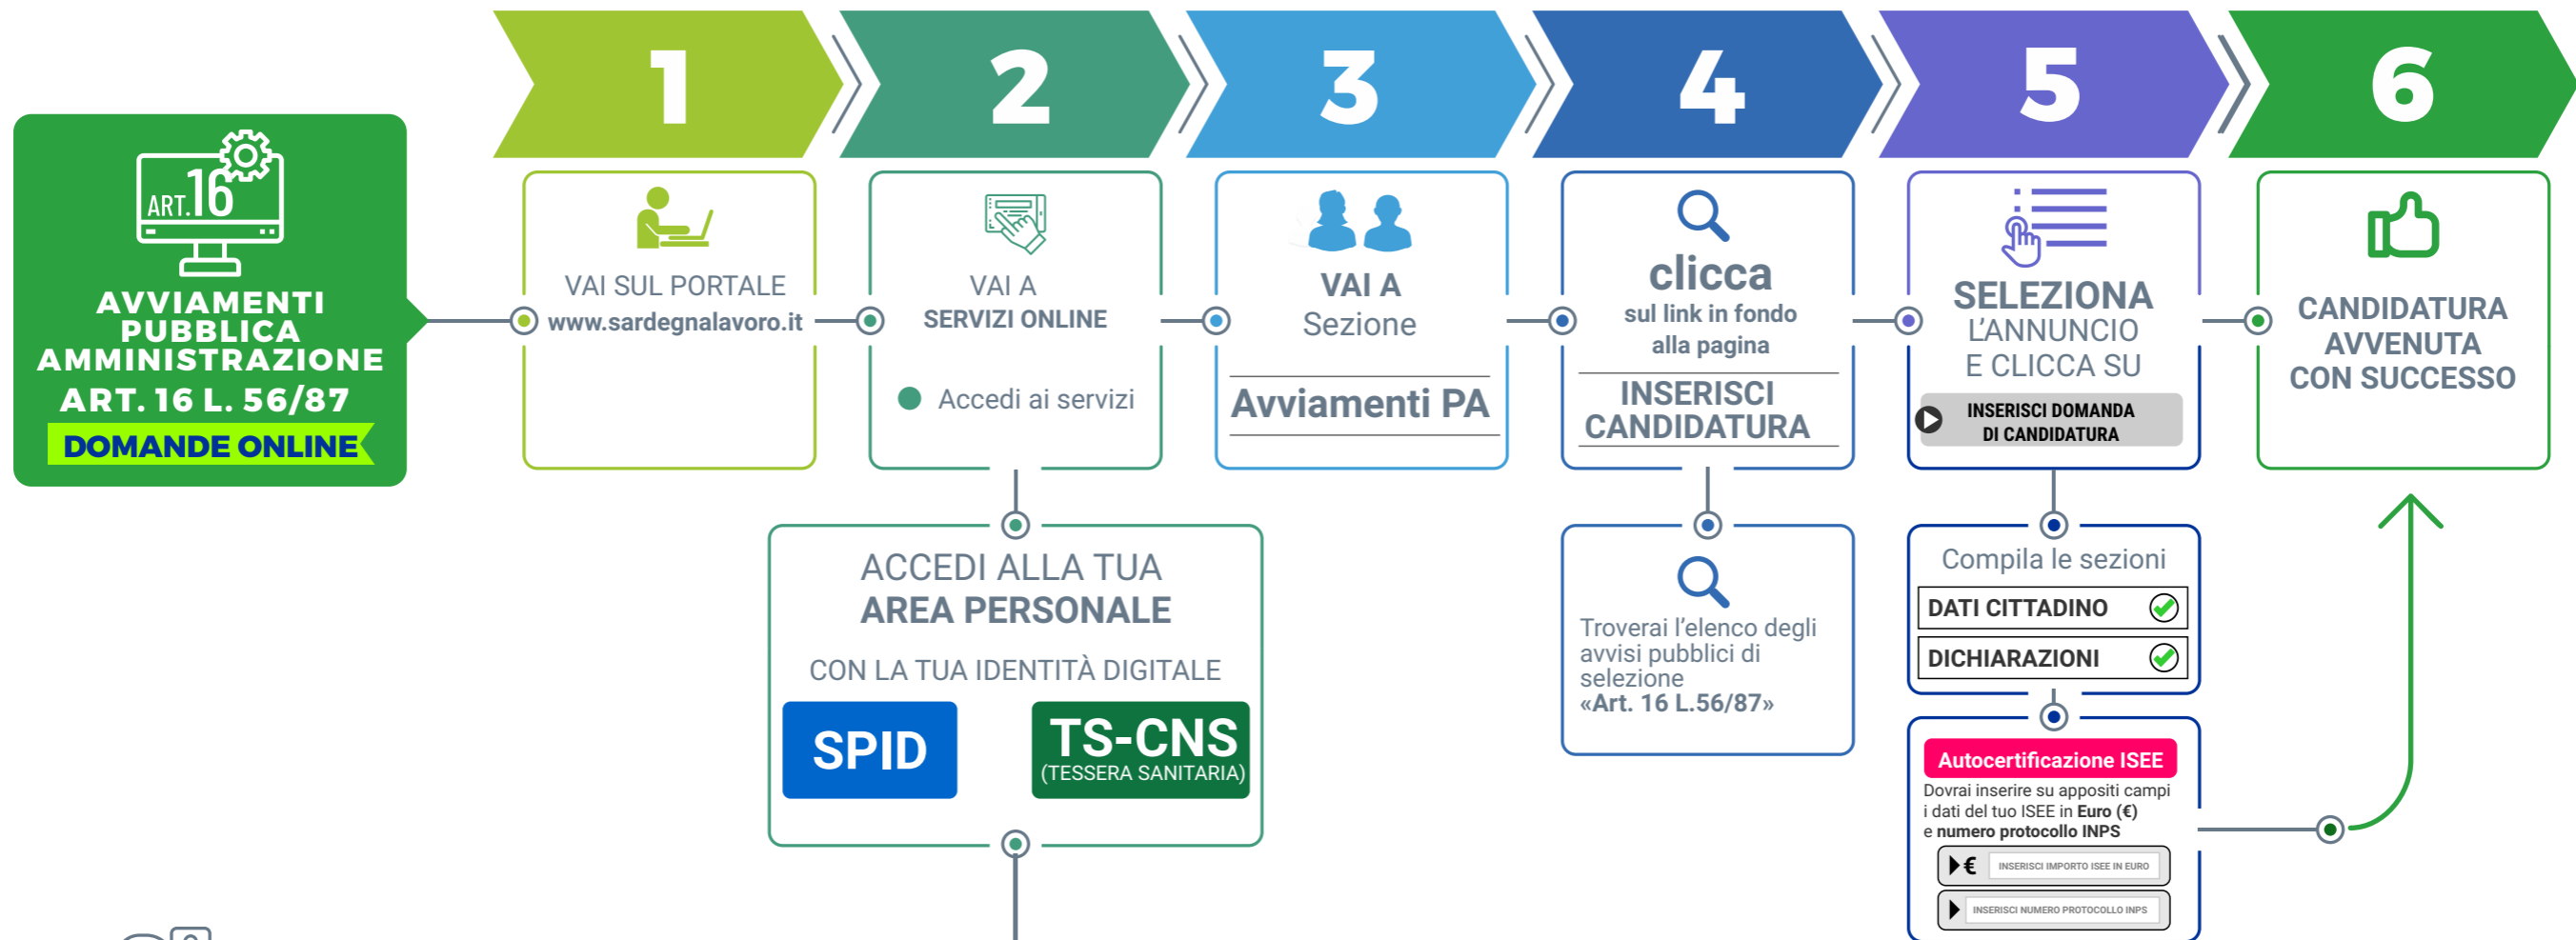 ART.16
AVVIAMENTI
PUBBLICA
AMMINISTRAZIONE
ART. 16 L. 56/87
DOMANDE ONLINE
1
VAI SUL PORTALE
www.sardegnalavoro.it
2
VAI A
SERVIZI ONLINE
Accedi ai servizi
ACCEDI ALLA TUA
AREA PERSONALE
CON LA TUA IDENTITÀ DIGITALE
SPID
TS-CNS
(TESSERA SANITARIA)
3
VAI A
Sezione
Avviamenti PA
4
clicca
sul link in fondo
alla pagina
INSERISCI
CANDIDATURA
Troverai l'elenco degli
avvisi pubblici di
selezione
«Art. 16 L.56/87»
5
SELEZIONA
L'ANNUNCIO
E CLICCA SU
INSERISCI DOMANDA
DI CANDIDATURA
Compila le sezioni
DATI CITTADINO
DICHIARAZIONI
Autocertificazione ISEE
Dovrai inserire su appositi campi
i dati del tuo ISEE in Euro (€)
e numero protocollo INPS
€ INSERISCI IMPORTO ISEE IN EURO
INSERISCI NUMERO PROTOCOLLO INPS
6
CANDIDATURA
AVVENUTA
CON SUCCESSO